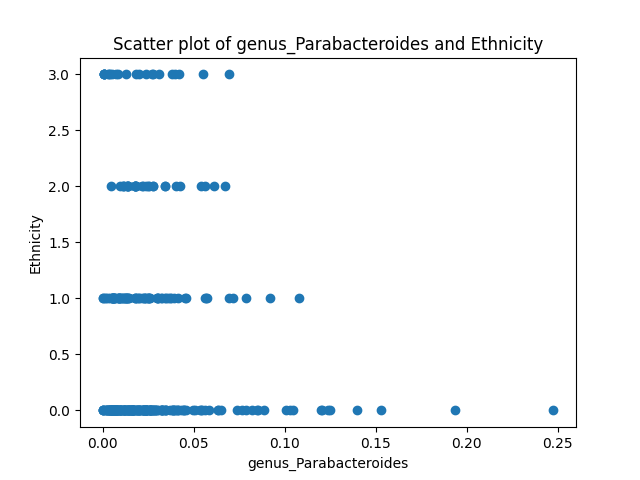 Scatter plot of genus_Parabacteroides and Ethnicity
3.0
2.5
2.0
1.5
1.0
0.5
0.0
Ethnicity
0.00 0.05 0.10 0.15 0.20 0.25
genus_Parabacteroides